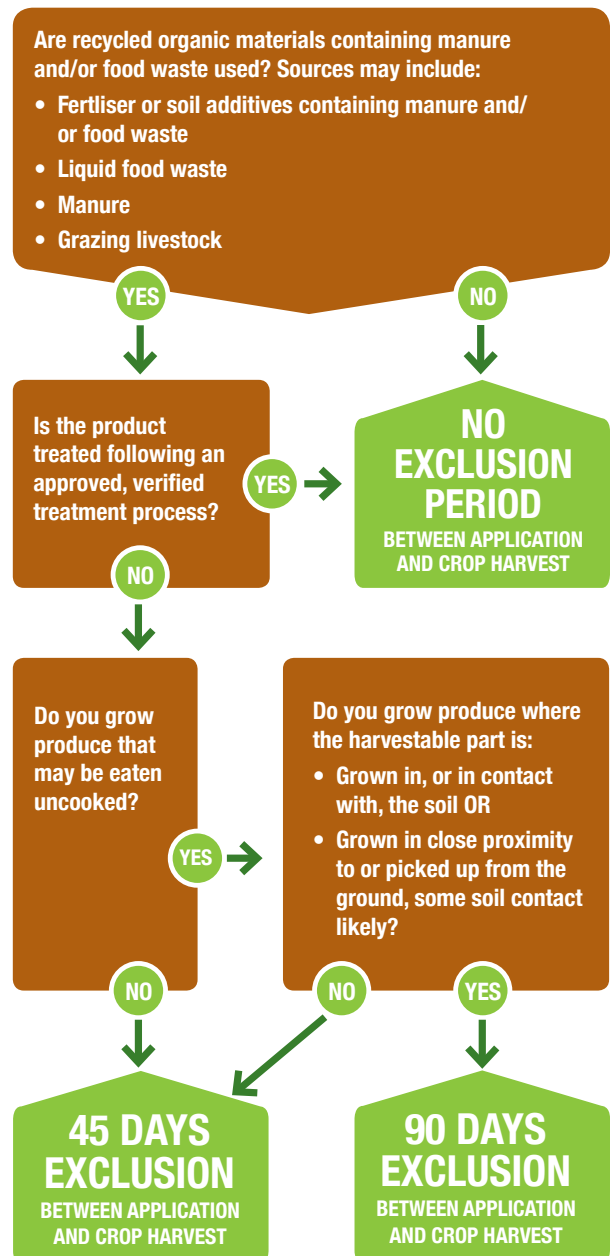 Are recycled organic materials containing manure
and/or food waste used? Sources may include:
• Fertliser or soil additives containing manure and/
or food waste
• Liquid food waste
• Manure
• Grazing livestock
YES
NO
Is the product
treated following an
approved, verified
treatment process?
YES
NO
EXCLUSION
PERIOD
BETWEEN APPLICATION
AND CROP HARVEST
NO
Do you grow
produce that
may be eaten
uncooked?
YES
Do you grow produce where
the harvestable part is:
• Grown in, or in contact
with, the soil OR
• Grown in close proximity
to or picked up from the
ground, some soil contact
likely?
NO
NO
YES
45 DAYS
EXCLUSION
BETWEEN APPLICATION
AND CROP HARVEST
90 DAYS
EXCLUSION
BETWEEN APPLICATION
AND CROP HARVEST